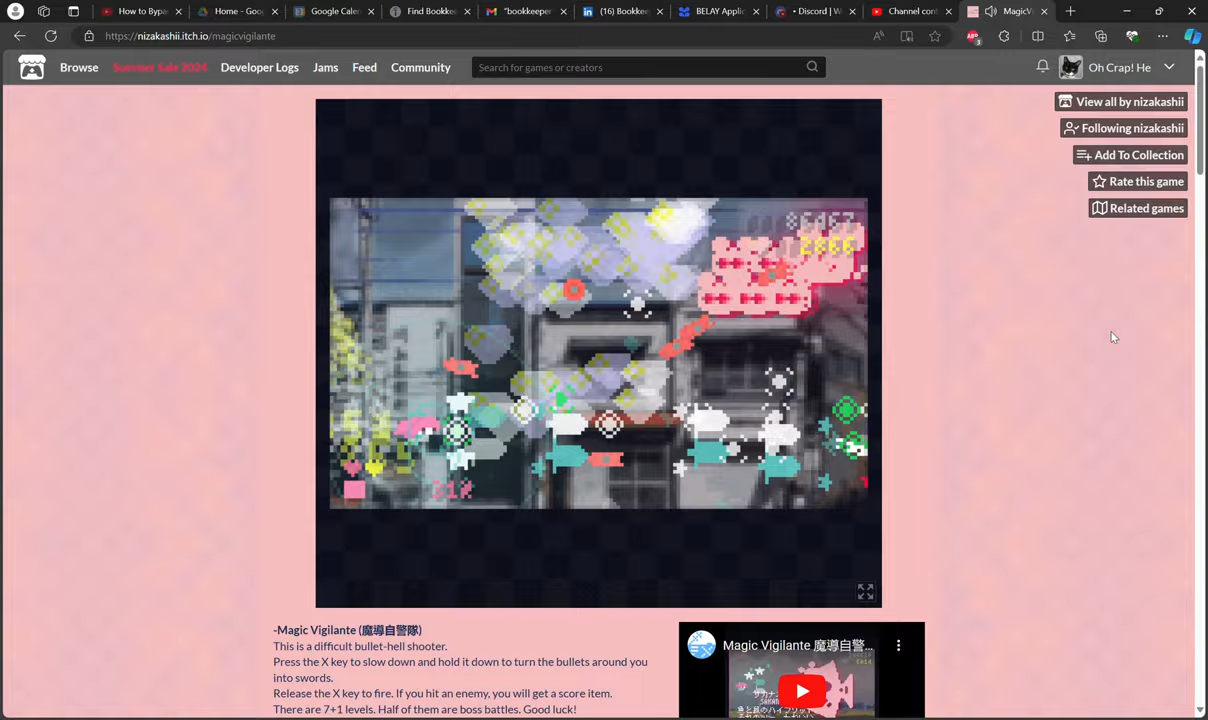 How to Bypa
Home - Goo
Google Calen
Find Bookkee
"bookkeeper
(16) Bookkee
BELAY Applic
• Discord | W
Channel cont
MagicV
https://nizakashii.itch.io/magicvigilante
Browse
Summer Sale 2024
Developer Logs
Jams
Feed
Community
Search for games or creators
Oh Crap! He
View all by nizakashii
Following nizakashii
Add To Collection
Rate this game
Related games
86467
2866
31%
-Magic Vigilante (魔導自警隊)
This is a difficult bullet-hell shooter.
Press the X key to slow down and hold it down to turn the bullets around you
into swords.
Release the X key to fire. If you hit an enemy, you will get a score item.
There are 7+1 levels. Half of them are boss battles. Good luck!
Magic Vigilante 魔導自警...